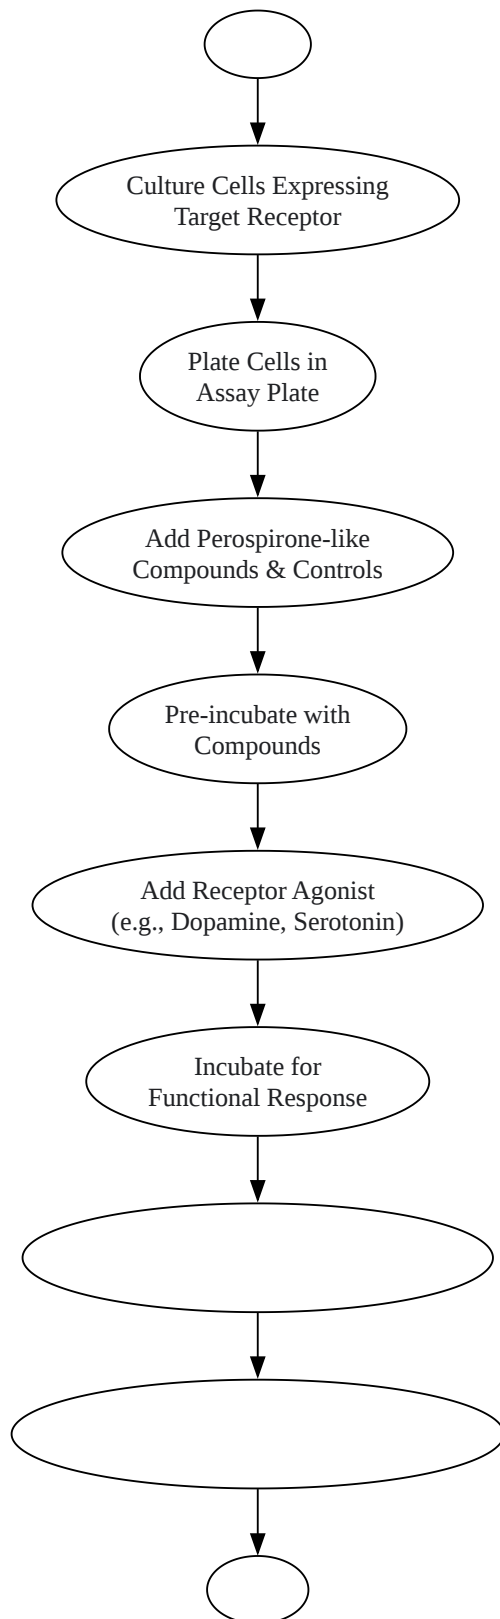 Culture Cells Expressing
Target Receptor
Plate Cells in
Assay Plate
Add Perospirone-like
Compounds & Controls
Pre-incubate with
Compounds
Add Receptor Agonist
(e.g., Dopamine, Serotonin)
Incubate for
Functional Response